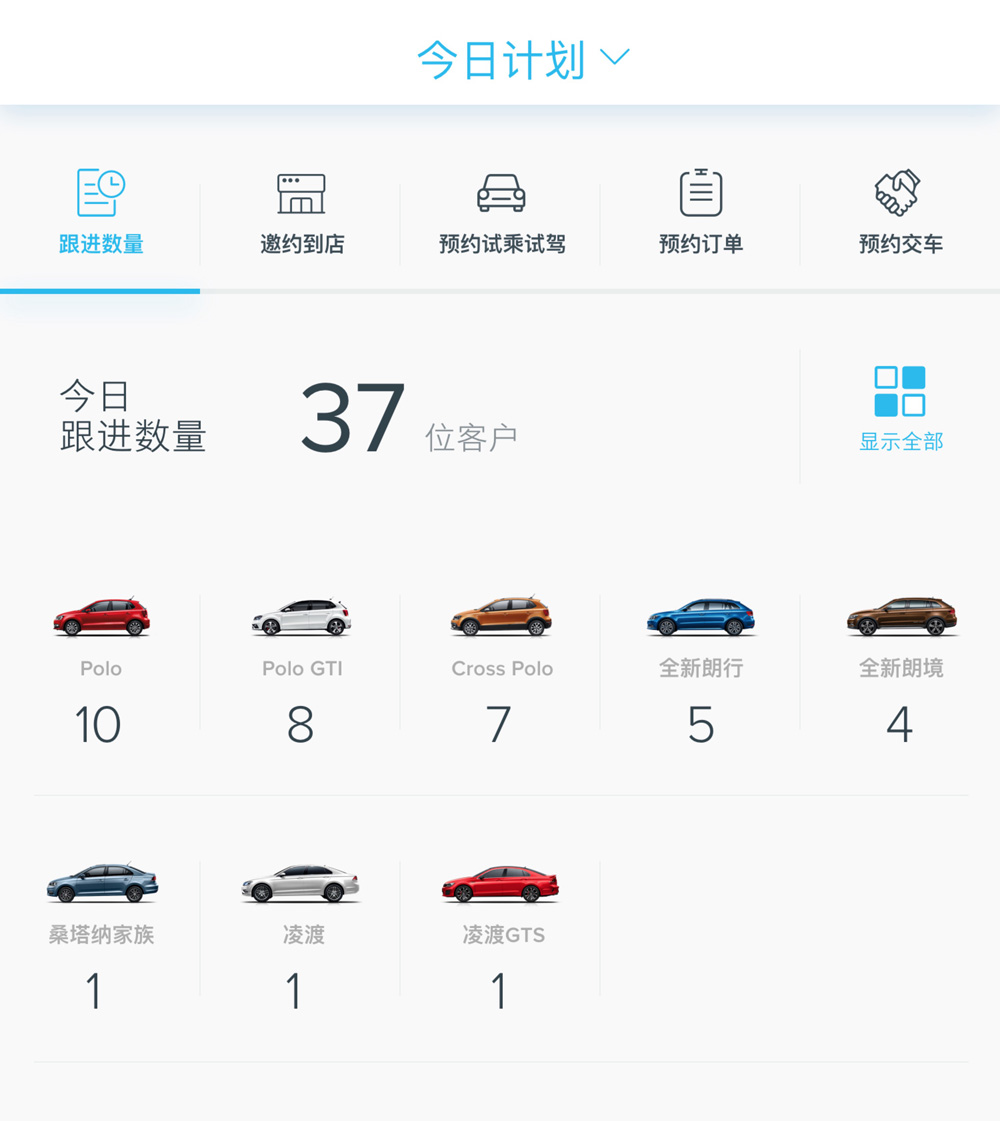 今日计划
跟进数量
邀约到店
预约试乘试驾
预约订单
预约交车
今日
跟进数量
37 位客户
显示全部
Polo
Polo GTI
Cross Polo
全新朗行
全新朗境
10
8
7
5
4
桑塔纳家族
凌渡
凌渡GTS
1
1
1